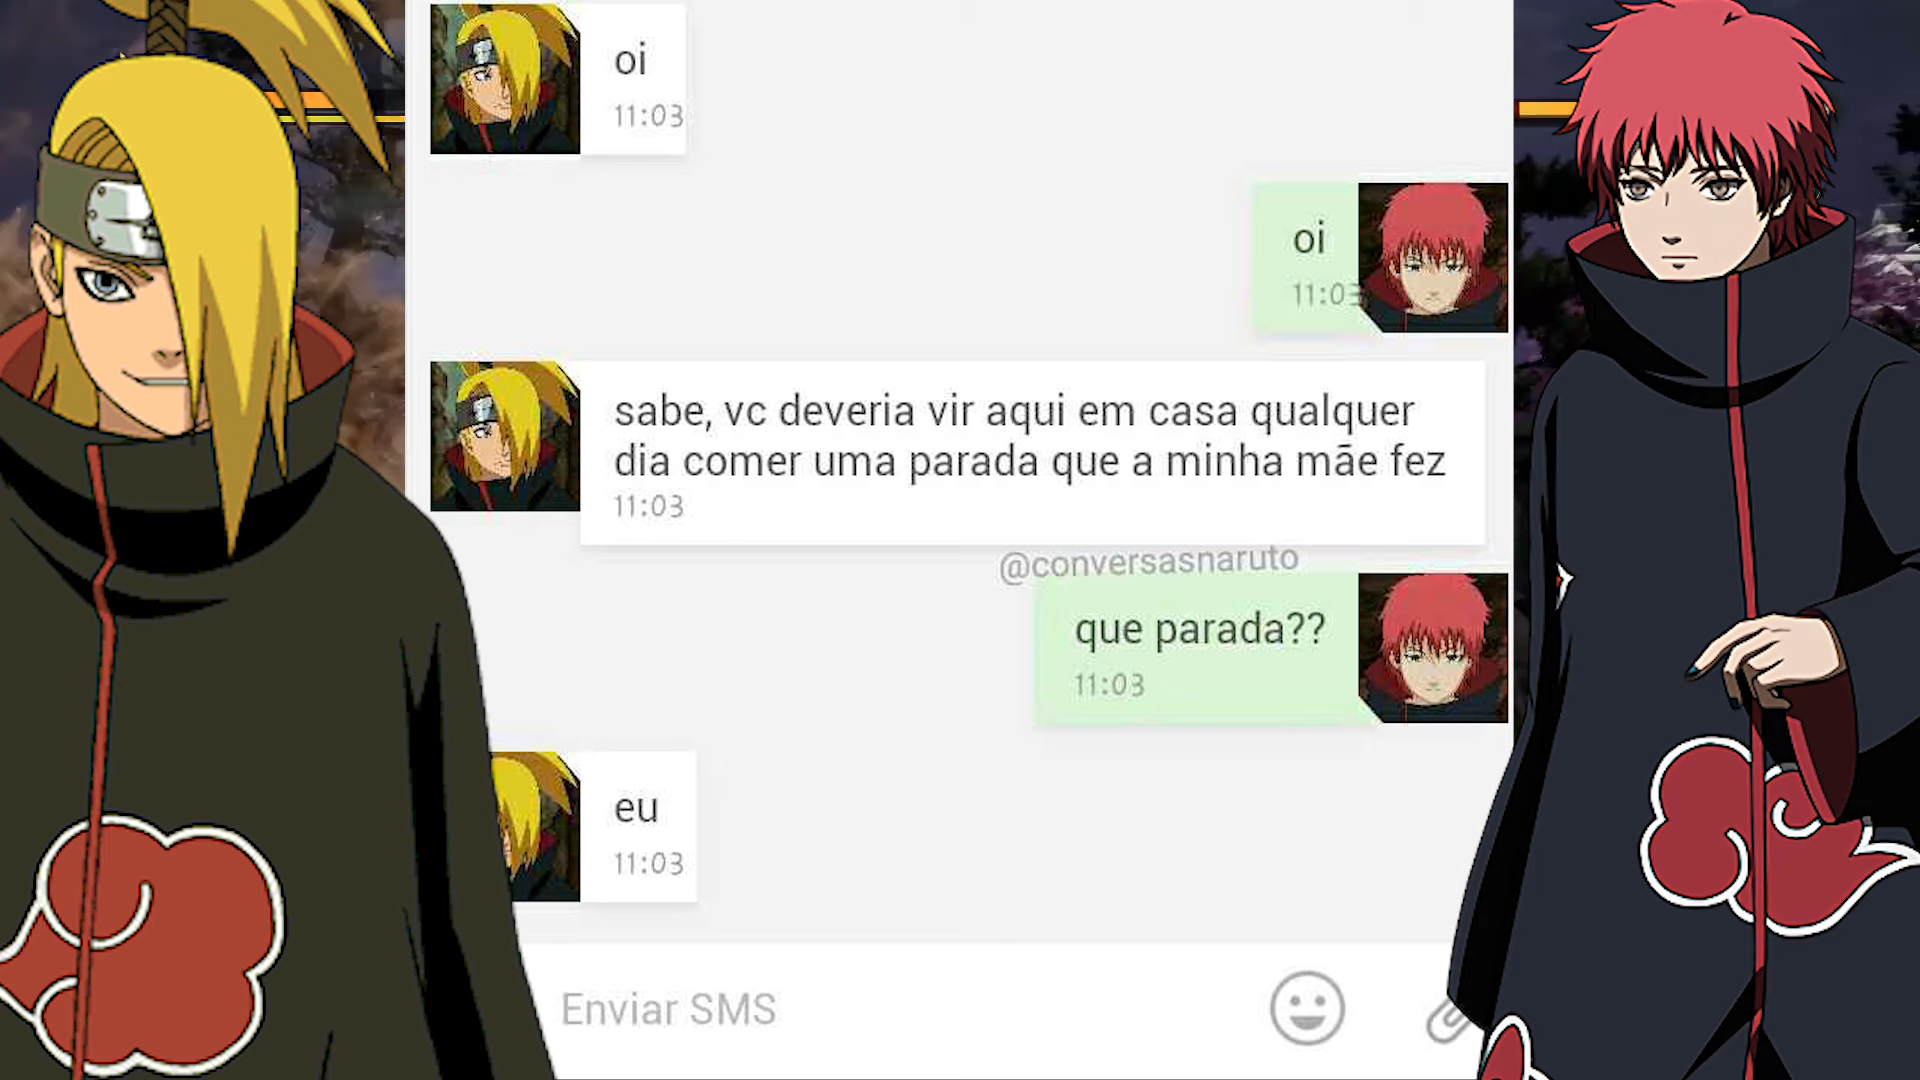 oi
11:03
oi
11:03
sabe, vc deveria vir aqui em casa qualquer
dia comer uma parada que a minha mãe fez
11:03
@conversasnaruto
que parada??
11:03
eu
11:03
Enviar SMS